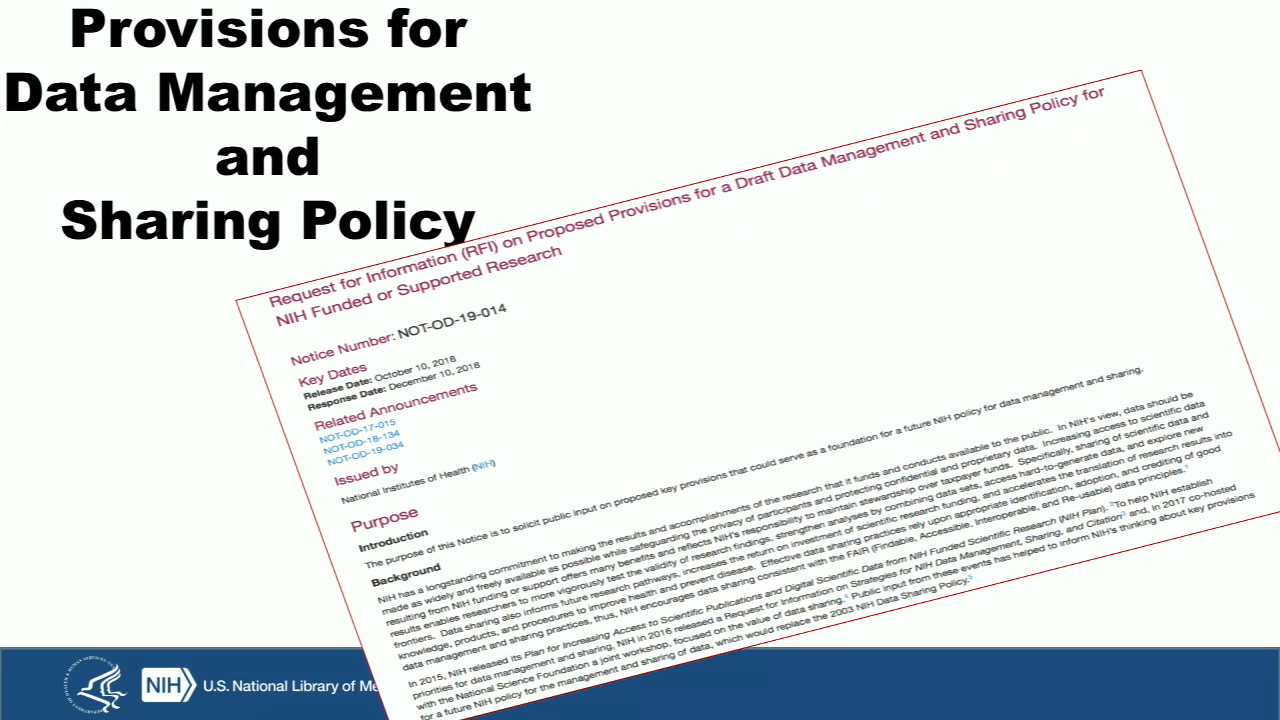 Provisions for
Data Management
and
Sharing Policy
Request for Information (RFI) on Proposed Provisions for a Draft Data Management and Sharing Policy for
NIH Funded or Supported Research
Notice Number: NOT-OD-19-014
Key Dates
Release Date: October 10, 2018
Response Date: December 10, 2018
Related Announcements
NOT-OD-17-015
NOT-OD-18-134
NOT-OD-19-034
Issued by
National Institutes of Health (NIH)
Purpose
Introduction
The purpose of this Notice is to solicit public input on proposed key provisions that could serve as a foundation for a future NIH policy for data management and sharing.
Background
NIH has a longstanding commitment to making the results and accomplishments of the research that it funds and conducts available to the public. In NIH's view, data should be
made as widely and freely available as possible while safeguarding the privacy of participants and protecting confidential and proprietary data. Increasing access to scientific data
resulting from NIH funding or support offers many benefits and reflects NIH's responsibility to maintain stewardship over taxpayer funds. Specifically, sharing of scientific data and
results enables researchers to more vigorously test the validity of research findings, strengthen analyses by combining data sets, access hard-to-generate data, and explore new
frontiers. Data sharing also informs future research pathways, increases the return on investment of scientific research funding, and accelerates the translation of research results into
knowledge, products, and procedures to improve health and prevent disease. Effective data sharing practices rely upon appropriate identification, adoption, and crediting of good
data management and sharing practices, thus, NIH encourages data sharing consistent with the FAIR (Findable, Accessible, Interoperable, and Re-usable) data principles.1
In 2015, NIH released its Plan for Increasing Access to Scientific Publications and Digital Scientific Data from NIH Funded Scientific Research (NIH Plan). 2To help NIH establish
priorities for data management and sharing, NIH in 2016 released a Request for Information on Strategies for NIH Data Management, Sharing, and Citation3 and, in 2017 co-hosted
with the National Science Foundation a joint workshop, focused on the value of data sharing.4 Public input from these events has helped to inform NIH's thinking about key provisions
for a future NIH policy for the management and sharing of data, which would replace the 2003 NIH Data Sharing Policy.5
NIH U.S. National Library of Me